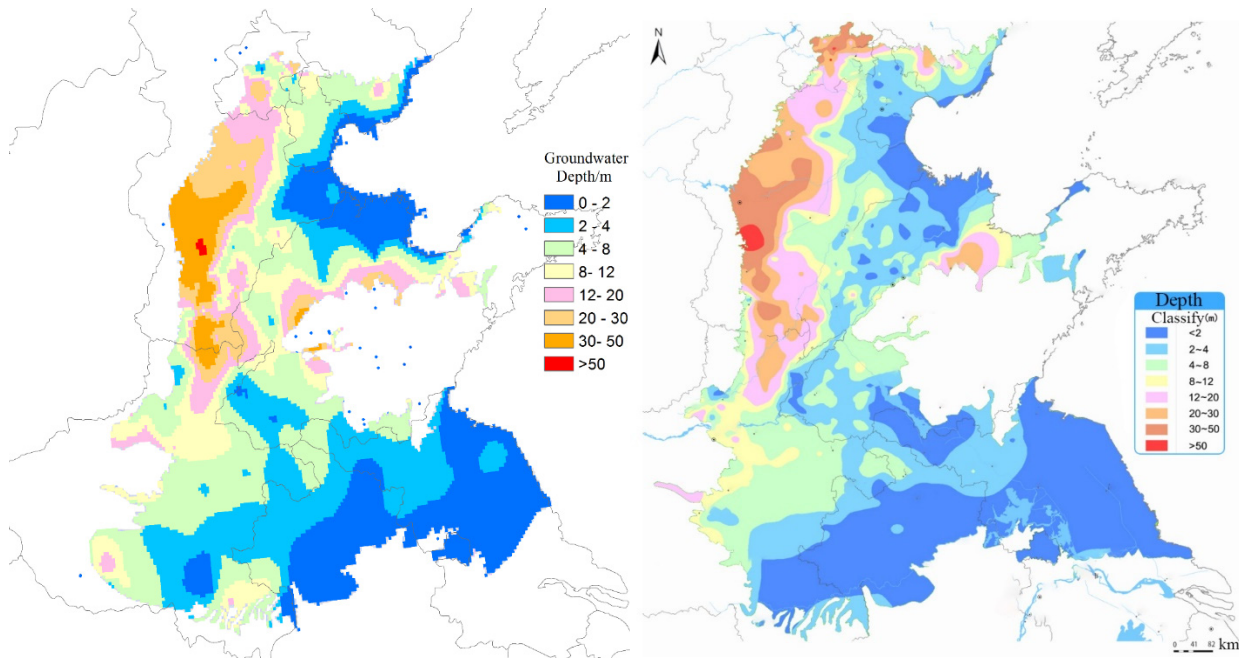 Groundwater
Depth/m
0 - 2
2 - 4
4 - 8
8 - 12
12- 20
20 - 30
30- 50
>50
N
Depth
Classify(m)
<2
2~4
4~8
8~12
12~20
20~30
30~50
>50
0 41 82 km